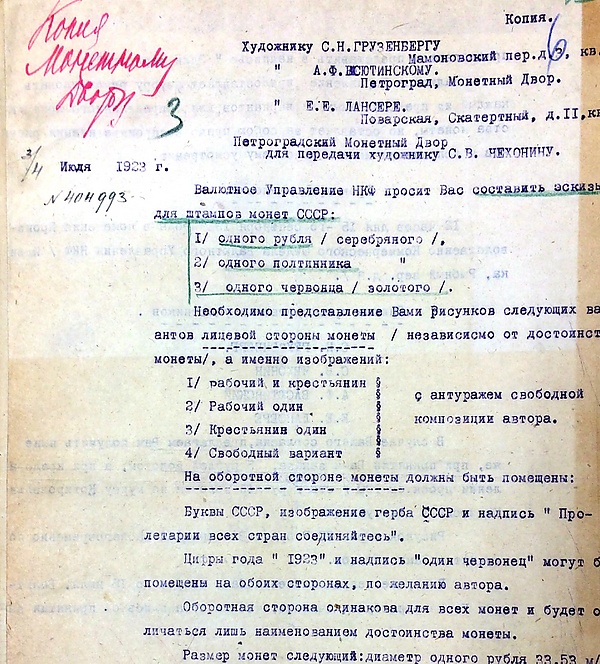 Копия.
Копия
Монетному
Двору
3
6
Художнику С.Н.ГРУЗЕНБЕРГУ
Мамоновский пер.д. кв.
" А.Ф.ВСЮТИНСКОМУ.
Петроград, Монетный Двор.
" Е.Е. ЛАНСЕРЕ.
Поварская, Скатертный, д.II,кв
Петроградский Монетный Двор
для передачи художнику С.В. ЧЕХОНИНУ.
3/4 Июля 1923 г.
N 404993
Валютное Управление НКФ просит Вас составить эскизы
для штампов монет СССР:
1/ одного рубля / серебряного /,
2/ одного полтинника "
3/ одного червонца / золотого /.
Необходимо представление Вами рисунков следующих ва
антов лицевой стороны монеты / независисмо от достоинст
монеты/, а именно изображений:
1/ рабочий и крестьянин §
2/ Рабочий один § с антуражем свободной
3/ Крестьянин один § композиции автора.
4/ Свободный вариант §
На оборотной стороне монеты должны быть помещены:
Буквы СССР, изображение герба СССР и надпись " Про-
летарии всех стран соединяйтесь".
Цифры года " I923" и надпись "один червонец" могут б
помещены на обоих сторонах, по желанию автора.
Оборотная сторона одинакова для всех монет и будет о
личаться лишь наименованием достоинства монеты.
Размер монет следующий:диаметр одного рубля 33,53 м/